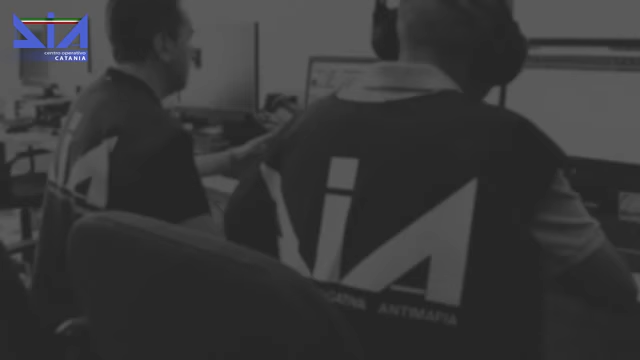 DIA
centro operativo
CATANIA
DIA
ANTIMAFIA